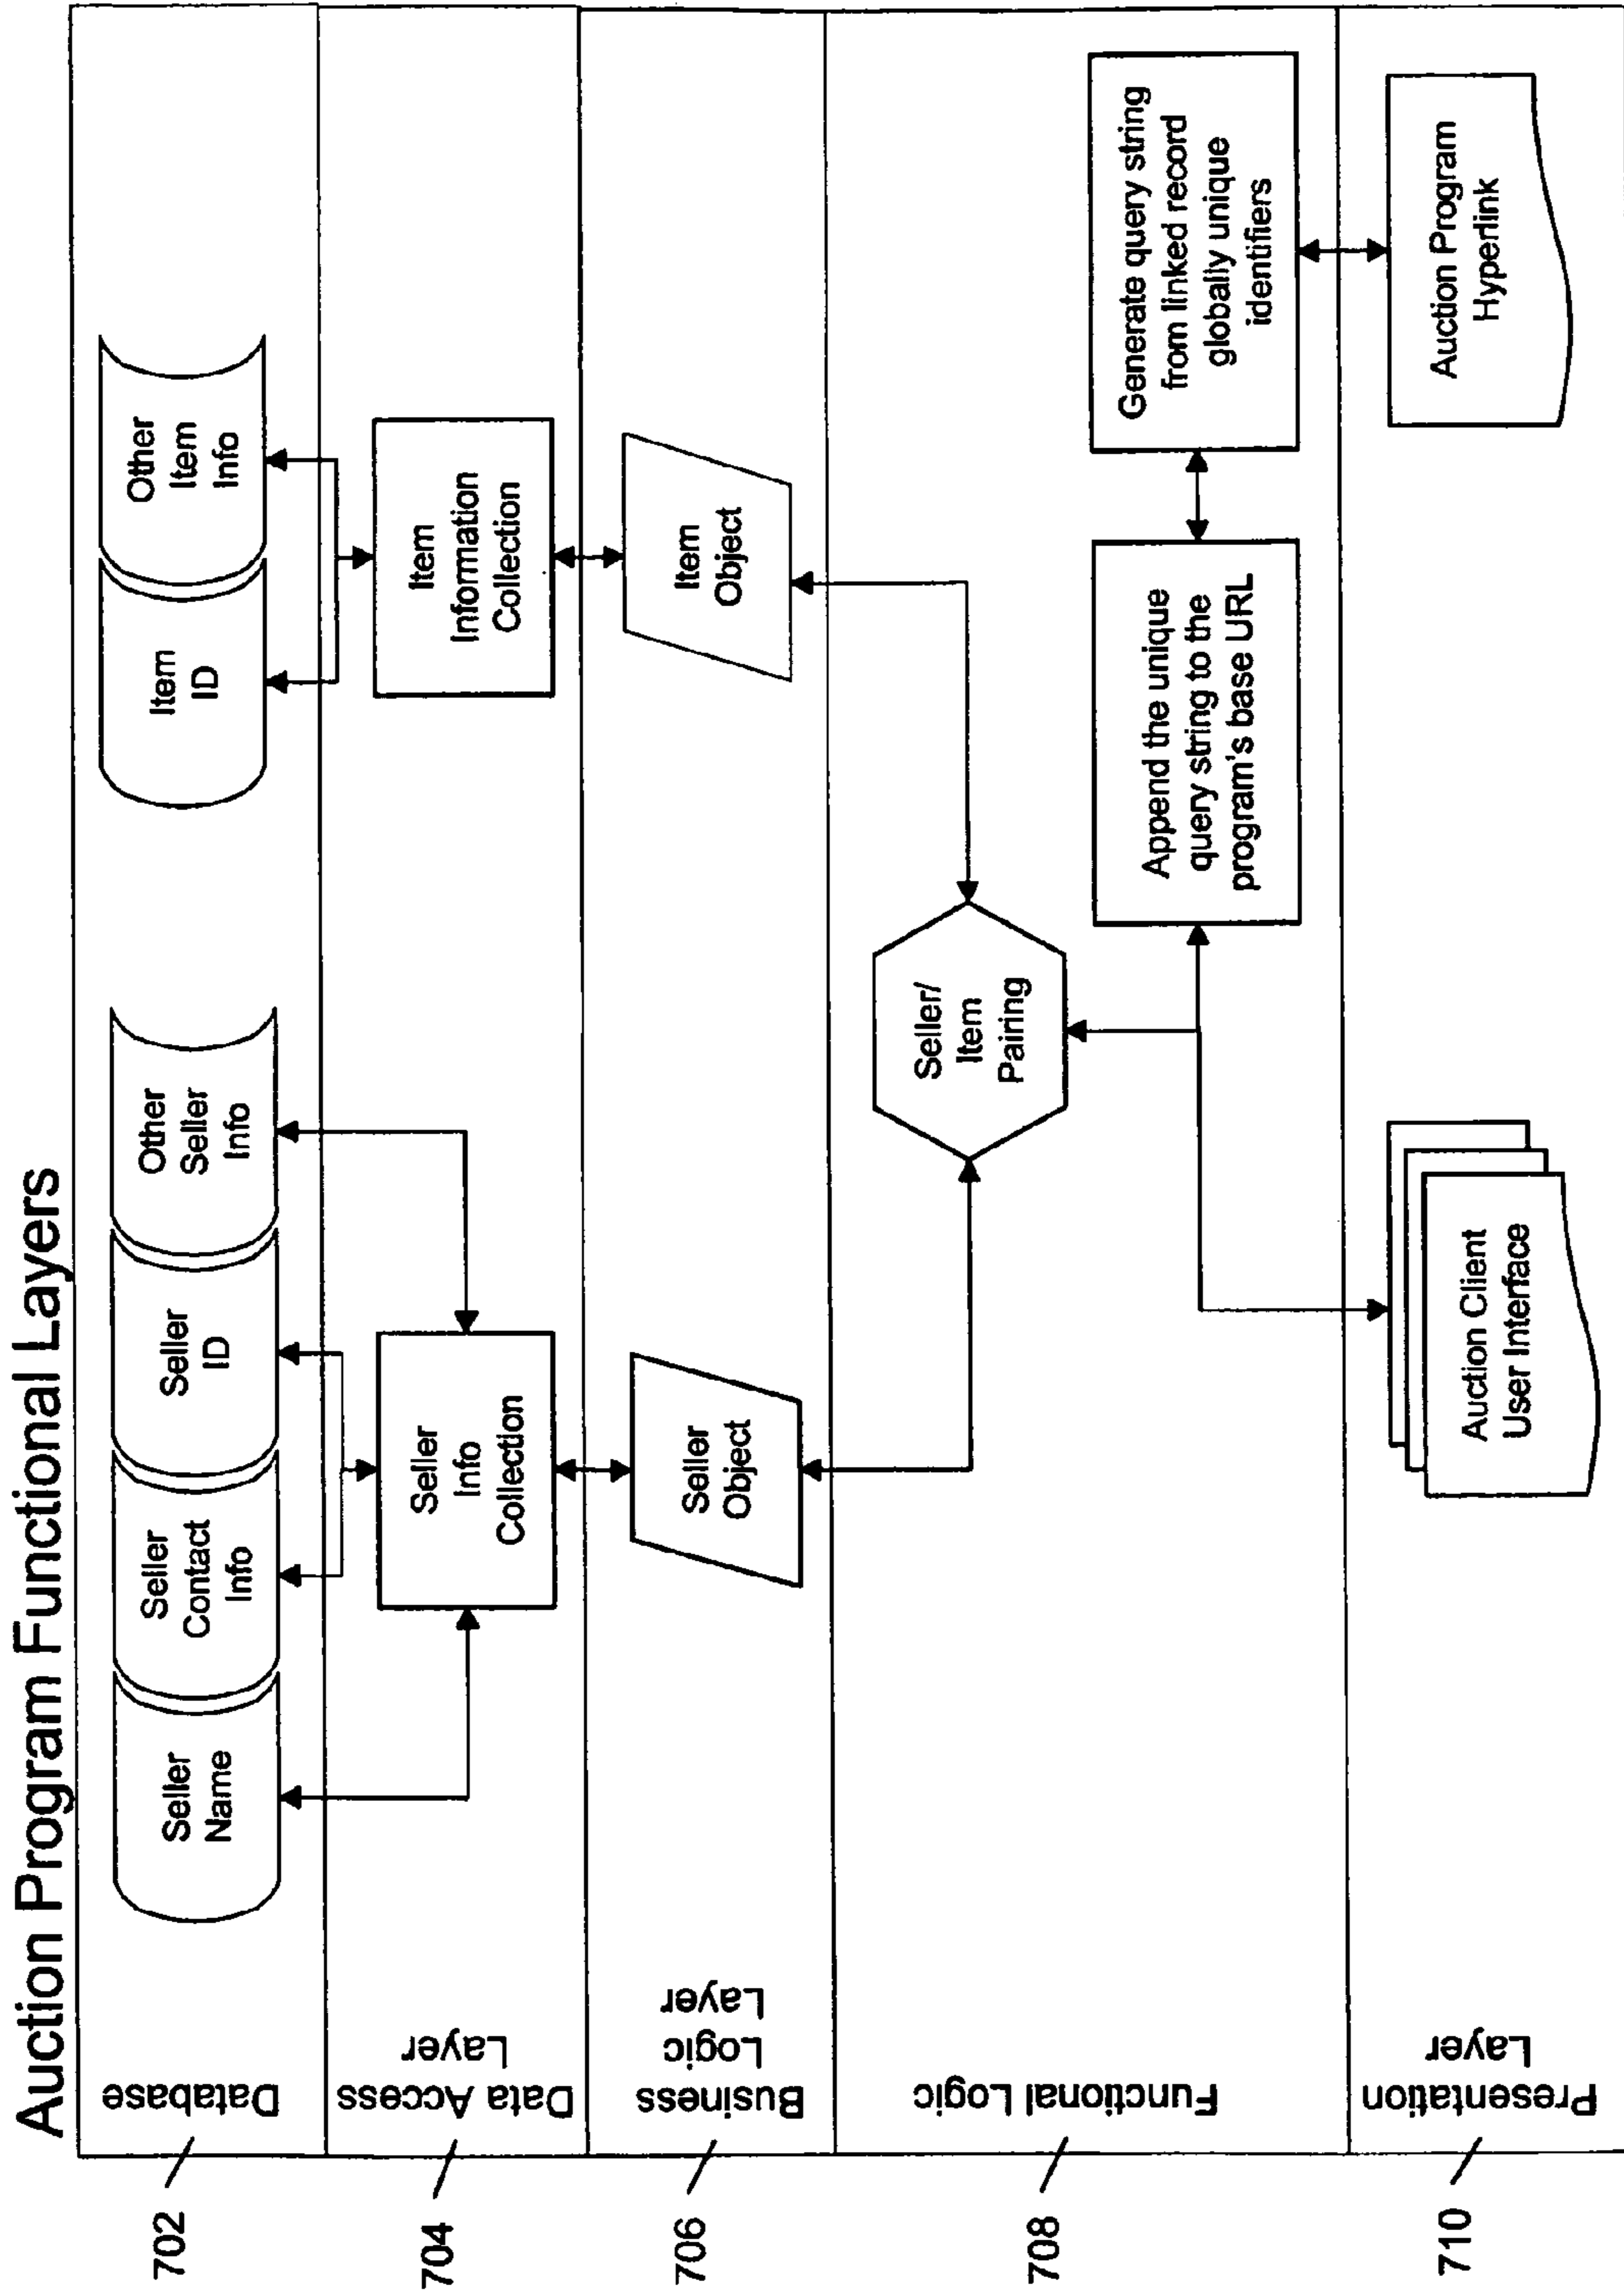 Auction Program Functional Layers
702
Database
Seller
Name
Seller
Contact
Info
Seller
ID
Other
Seller
Info
Item
ID
Other
Item
Info
704
Data Access
Layer
Seller
Info
Collection
Item
Information
Collection
706
Business
Logic
Layer
Seller
Object
Item
Object
708
Functional Logic
Seller/
Item
Pairing
Append the unique
query string to the
program's base URL
Generate query string
from linked record
globally unique
identifiers
710
Presentation
Layer
Auction Client
User Interface
Auction Program
Hyperlink